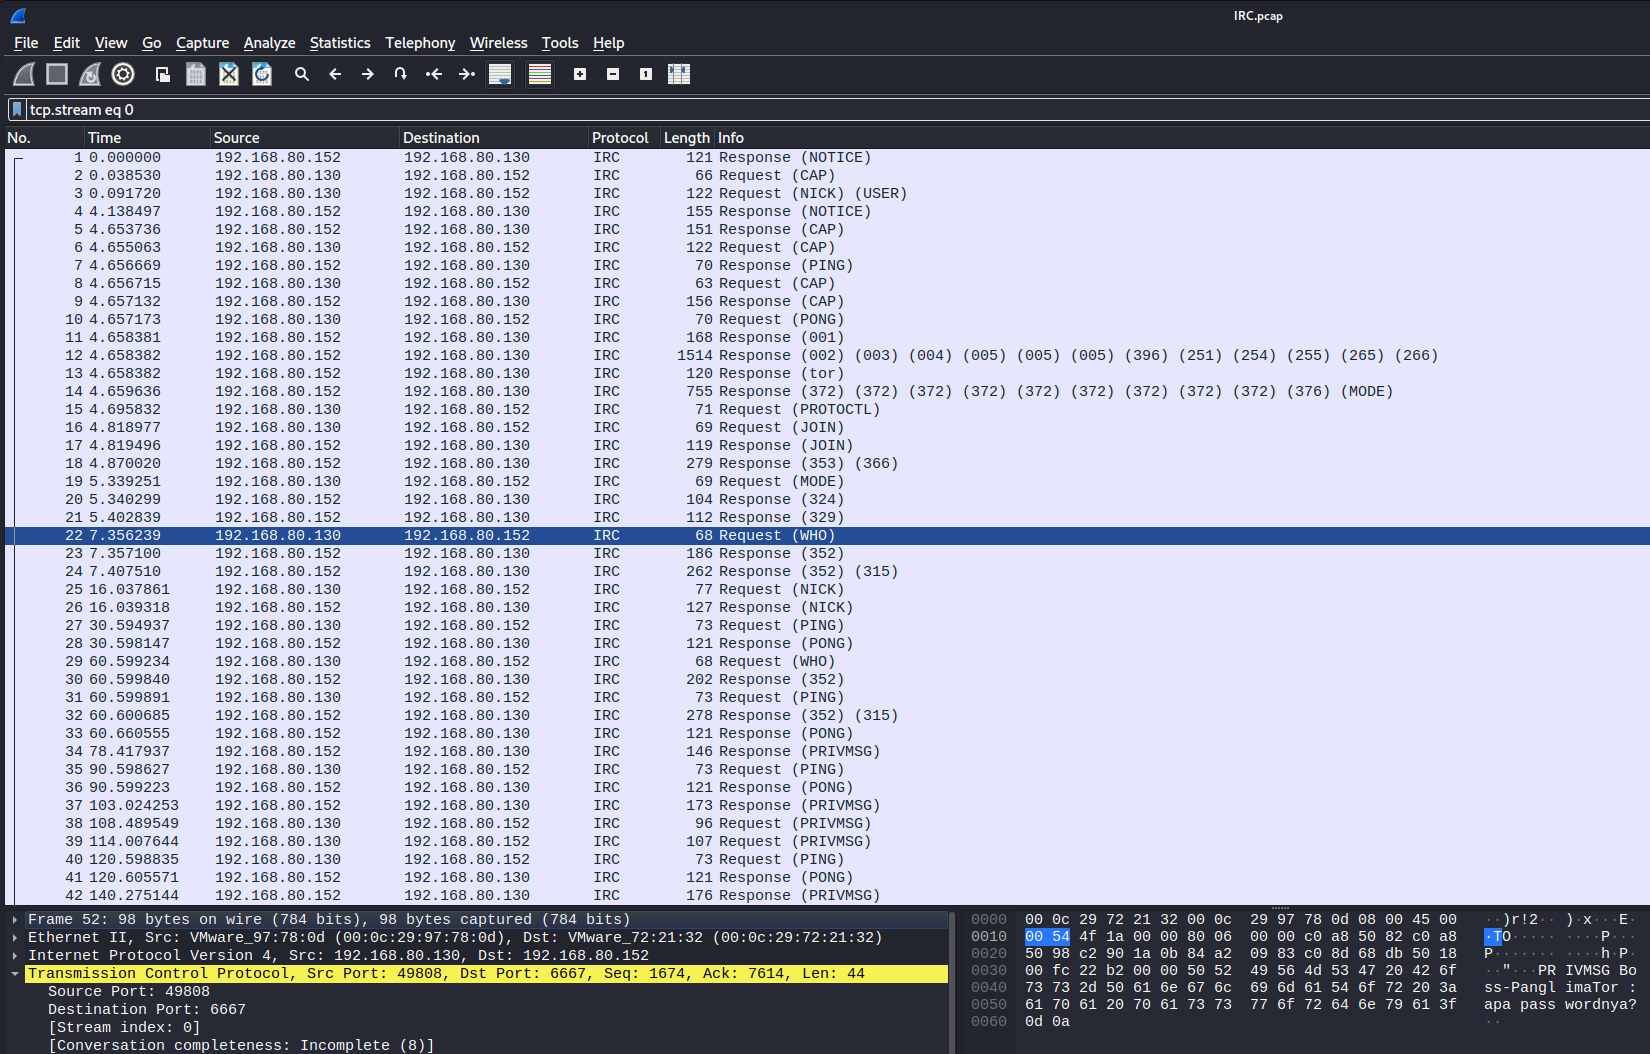 IRC.pcap
File Edit View Go Capture Analyze Statistics Telephony Wireless Tools Help
tcp.stream eq 0
No. Time Source Destination Protocol Length Info
1 0.000000 192.168.80.152 192.168.80.130 IRC 121 Response (NOTICE)
2 0.038530 192.168.80.130 192.168.80.152 IRC 66 Request (CAP)
3 0.091720 192.168.80.130 192.168.80.152 IRC 122 Request (NICK) (USER)
4 4.138497 192.168.80.152 192.168.80.130 IRC 155 Response (NOTICE)
5 4.653736 192.168.80.152 192.168.80.130 IRC 151 Response (CAP)
6 4.655063 192.168.80.130 192.168.80.152 IRC 122 Request (CAP)
7 4.656669 192.168.80.152 192.168.80.130 IRC 70 Response (PING)
8 4.656715 192.168.80.130 192.168.80.152 IRC 63 Request (CAP)
9 4.657132 192.168.80.152 192.168.80.130 IRC 156 Response (CAP)
10 4.657173 192.168.80.130 192.168.80.152 IRC 70 Request (PONG)
11 4.658381 192.168.80.152 192.168.80.130 IRC 168 Response (001)
12 4.658382 192.168.80.152 192.168.80.130 IRC 1514 Response (002) (003) (004) (005) (005) (005) (396) (251) (254) (255) (265) (266)
13 4.658382 192.168.80.152 192.168.80.130 IRC 120 Response (tor)
14 4.659636 192.168.80.152 192.168.80.130 IRC 755 Response (372) (372) (372) (372) (372) (372) (372) (372) (372) (376) (MODE)
15 4.695832 192.168.80.130 192.168.80.152 IRC 71 Request (PROTOCTL)
16 4.818977 192.168.80.130 192.168.80.152 IRC 69 Request (JOIN)
17 4.819496 192.168.80.152 192.168.80.130 IRC 119 Response (JOIN)
18 4.870020 192.168.80.152 192.168.80.130 IRC 279 Response (353) (366)
19 5.339251 192.168.80.130 192.168.80.152 IRC 69 Request (MODE)
20 5.340299 192.168.80.152 192.168.80.130 IRC 104 Response (324)
21 5.402839 192.168.80.152 192.168.80.130 IRC 112 Response (329)
22 7.356239 192.168.80.130 192.168.80.152 IRC 68 Request (WHO)
23 7.357100 192.168.80.152 192.168.80.130 IRC 186 Response (352)
24 7.407510 192.168.80.152 192.168.80.130 IRC 262 Response (352) (315)
25 16.037861 192.168.80.130 192.168.80.152 IRC 77 Request (NICK)
26 16.039318 192.168.80.152 192.168.80.130 IRC 127 Response (NICK)
27 30.594937 192.168.80.130 192.168.80.152 IRC 73 Request (PING)
28 30.598147 192.168.80.152 192.168.80.130 IRC 121 Response (PONG)
29 60.599234 192.168.80.130 192.168.80.152 IRC 68 Request (WHO)
30 60.599840 192.168.80.152 192.168.80.130 IRC 202 Response (352)
31 60.599891 192.168.80.130 192.168.80.152 IRC 73 Request (PING)
32 60.600685 192.168.80.152 192.168.80.130 IRC 278 Response (352) (315)
33 60.660555 192.168.80.152 192.168.80.130 IRC 121 Response (PONG)
34 78.417937 192.168.80.152 192.168.80.130 IRC 146 Response (PRIVMSG)
35 90.598627 192.168.80.130 192.168.80.152 IRC 73 Request (PING)
36 90.599223 192.168.80.152 192.168.80.130 IRC 121 Response (PONG)
37 103.024253 192.168.80.152 192.168.80.130 IRC 173 Response (PRIVMSG)
38 108.489549 192.168.80.130 192.168.80.152 IRC 96 Request (PRIVMSG)
39 114.007644 192.168.80.130 192.168.80.152 IRC 107 Request (PRIVMSG)
40 120.598835 192.168.80.130 192.168.80.152 IRC 73 Request (PING)
41 120.605571 192.168.80.152 192.168.80.130 IRC 121 Response (PONG)
42 140.275144 192.168.80.152 192.168.80.130 IRC 176 Response (PRIVMSG)
Frame 52: 98 bytes on wire (784 bits), 98 bytes captured (784 bits)
Ethernet II, Src: VMware_97:78:0d (00:0c:29:97:78:0d), Dst: VMware_72:21:32 (00:0c:29:72:21:32)
Internet Protocol Version 4, Src: 192.168.80.130, Dst: 192.168.80.152
Transmission Control Protocol, Src Port: 49808, Dst Port: 6667, Seq: 1674, Ack: 7614, Len: 44
Source Port: 49808
Destination Port: 6667
[Stream index: 0]
[Conversation completeness: Incomplete (8)]
0000 00 0c 29 72 21 32 00 0c 29 97 78 0d 08 00 45 00 ··)r!2·· )·x···E·
0010 00 54 4f 1a 00 00 80 06 00 00 c0 a8 50 82 c0 a8 ·TO····· ····P···
0020 50 98 c2 90 1a 0b 84 a2 09 83 c0 8d 68 db 50 18 P······· ····h·P·
0030 00 fc 22 b2 00 00 50 52 49 56 4d 53 47 20 42 6f ··"···PR IVMSG Bo
0040 73 73 2d 50 61 6e 67 6c 69 6d 61 54 6f 72 20 3a ss-Pangl imaTor :
0050 61 70 61 20 70 61 73 73 77 6f 72 64 6e 79 61 3f apa pass wordnya?
0060 0d 0a ··